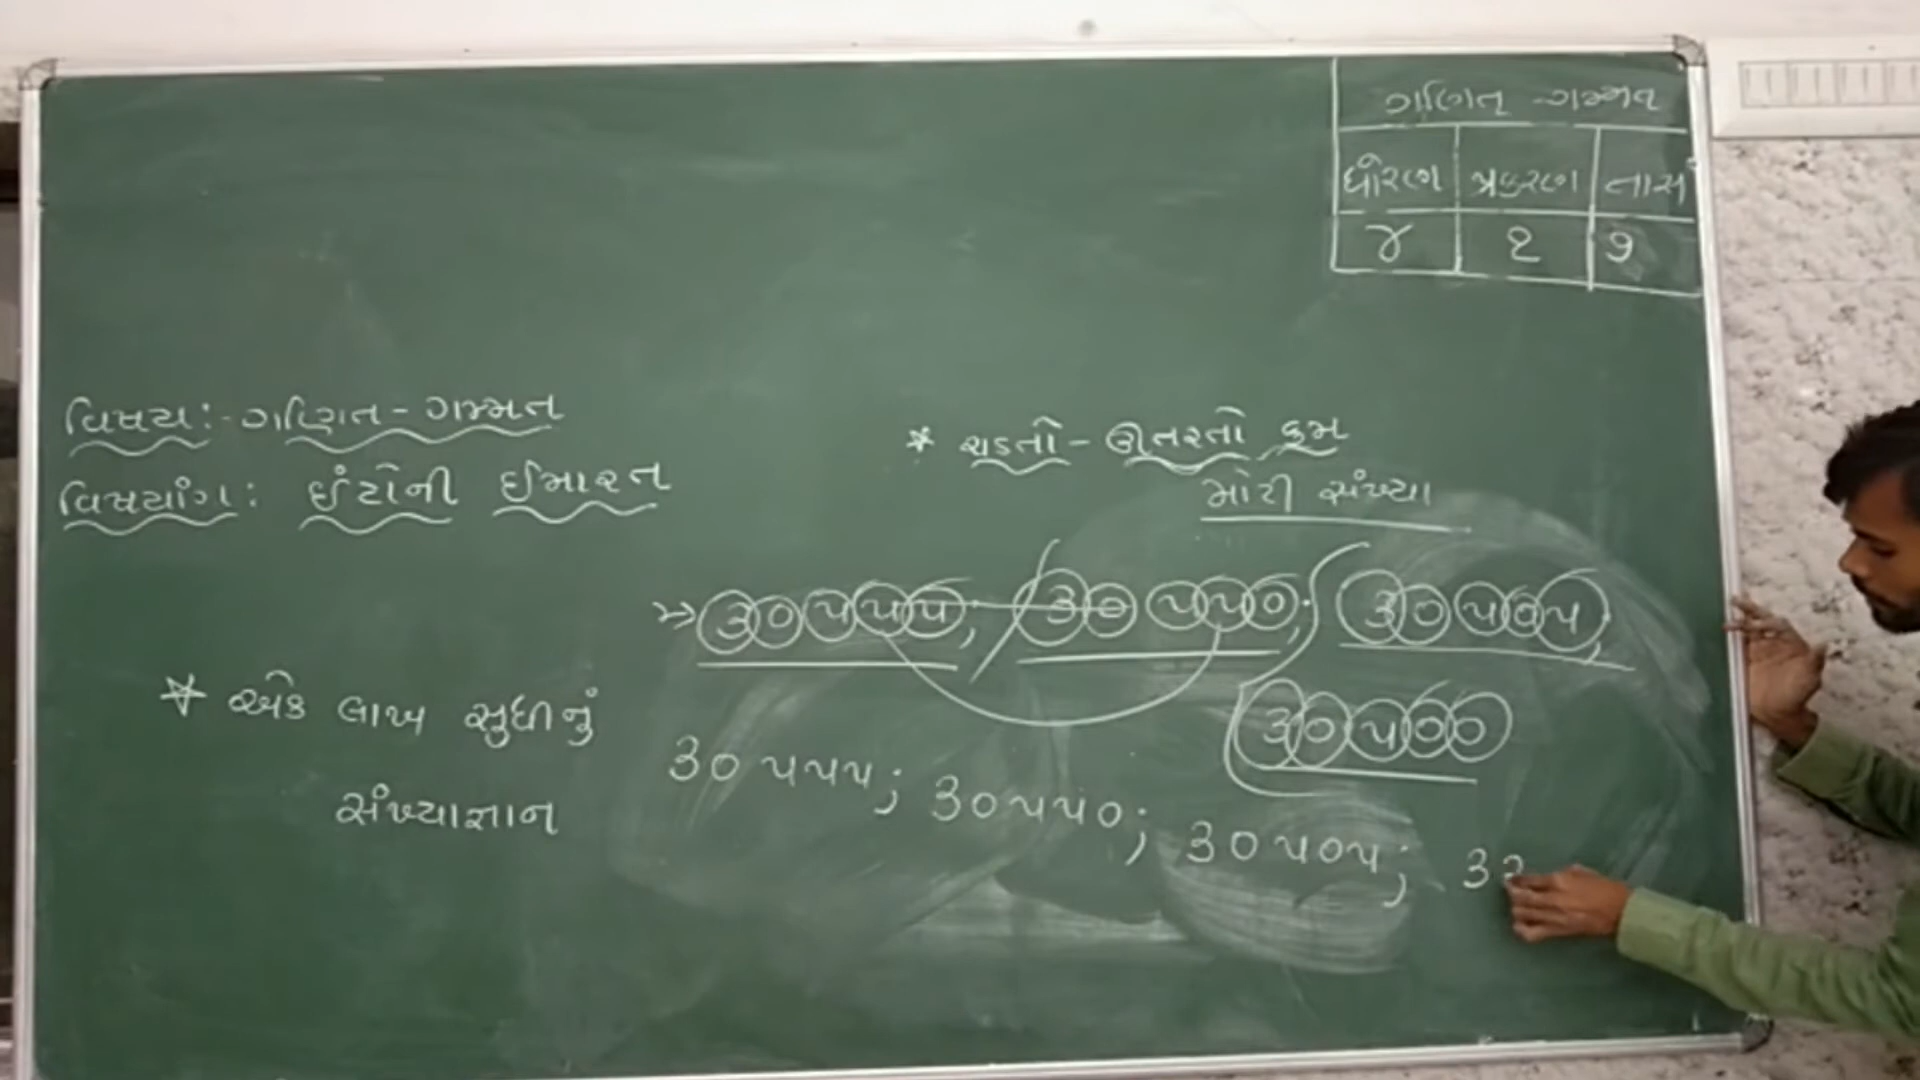 ગણિત - ગમ્મત
ધોરણ પ્રકરણ તાસ
૪ ૧ ૭
વિષય:- ગણિત - ગમ્મત
વિષયાંગ: ઈંટોની ઈમારત
* ચડતો - ઊતરતો ક્રમ
મોટી સંખ્યા
→ ૩૦૫૫૫, ૩૦૫૫૦, ૩૦૫૦૫,
૩૦૫૦૦
* એક લાખ સુધીનું
સંખ્યાજ્ઞાન
૩૦૫૫૫; ૩૦૫૫૦; ૩૦૫૦૫;